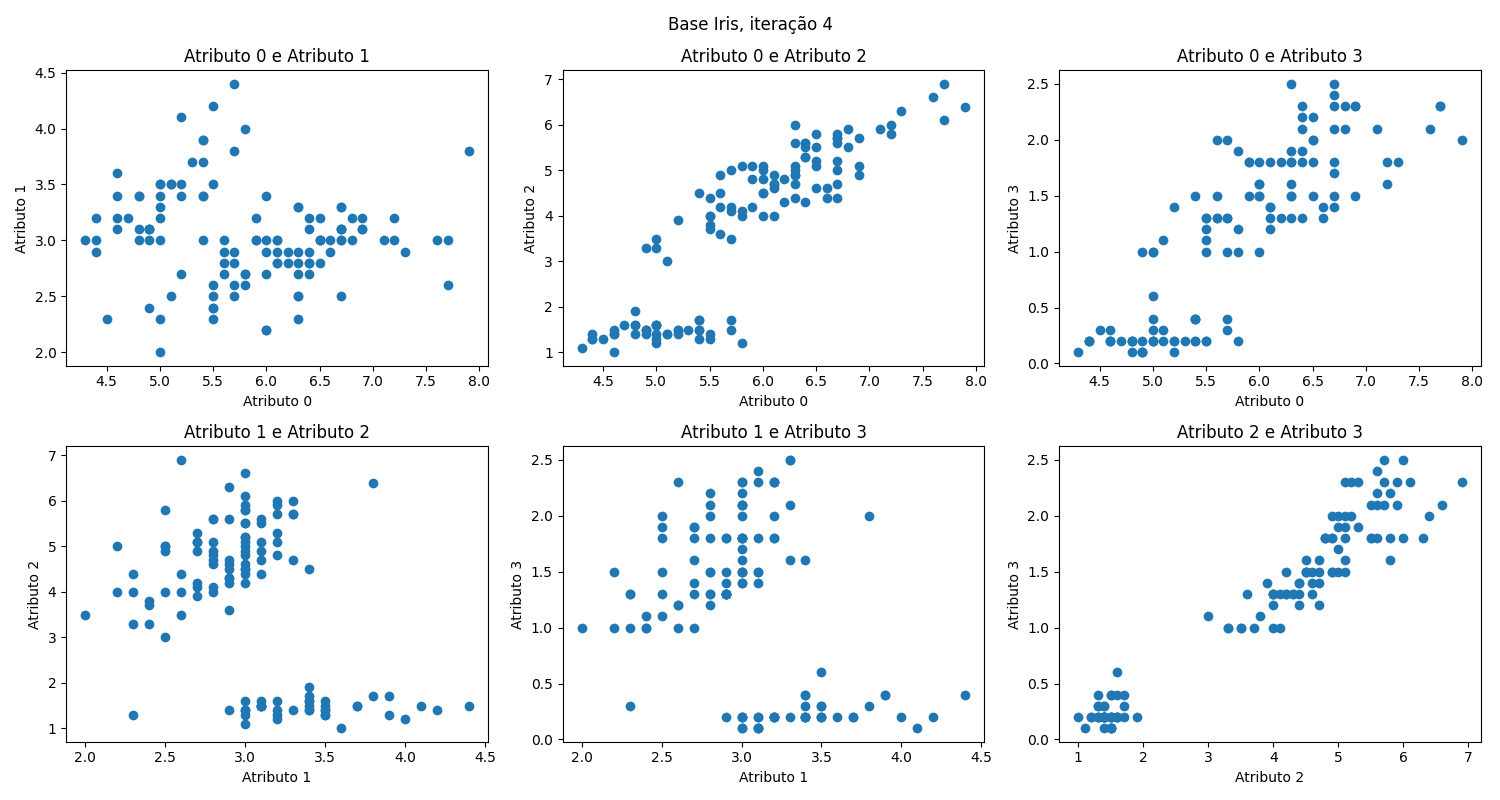 Base Iris, iteração 4
Atributo 0 e Atributo 1
4.5
4.0
3.5
3.0
2.5
2.0
Atributo 1
4.5 5.0 5.5 6.0 6.5 7.0 7.5 8.0
Atributo 0
Atributo 0 e Atributo 2
7
6
5
4
3
2
1
Atributo 2
4.5 5.0 5.5 6.0 6.5 7.0 7.5 8.0
Atributo 0
Atributo 0 e Atributo 3
2.5
2.0
1.5
1.0
0.5
0.0
Atributo 3
4.5 5.0 5.5 6.0 6.5 7.0 7.5 8.0
Atributo 0
Atributo 1 e Atributo 2
7
6
5
4
3
2
1
Atributo 2
2.0 2.5 3.0 3.5 4.0 4.5
Atributo 1
Atributo 1 e Atributo 3
2.5
2.0
1.5
1.0
0.5
0.0
Atributo 3
2.0 2.5 3.0 3.5 4.0 4.5
Atributo 1
Atributo 2 e Atributo 3
2.5
2.0
1.5
1.0
0.5
0.0
Atributo 3
1 2 3 4 5 6 7
Atributo 2